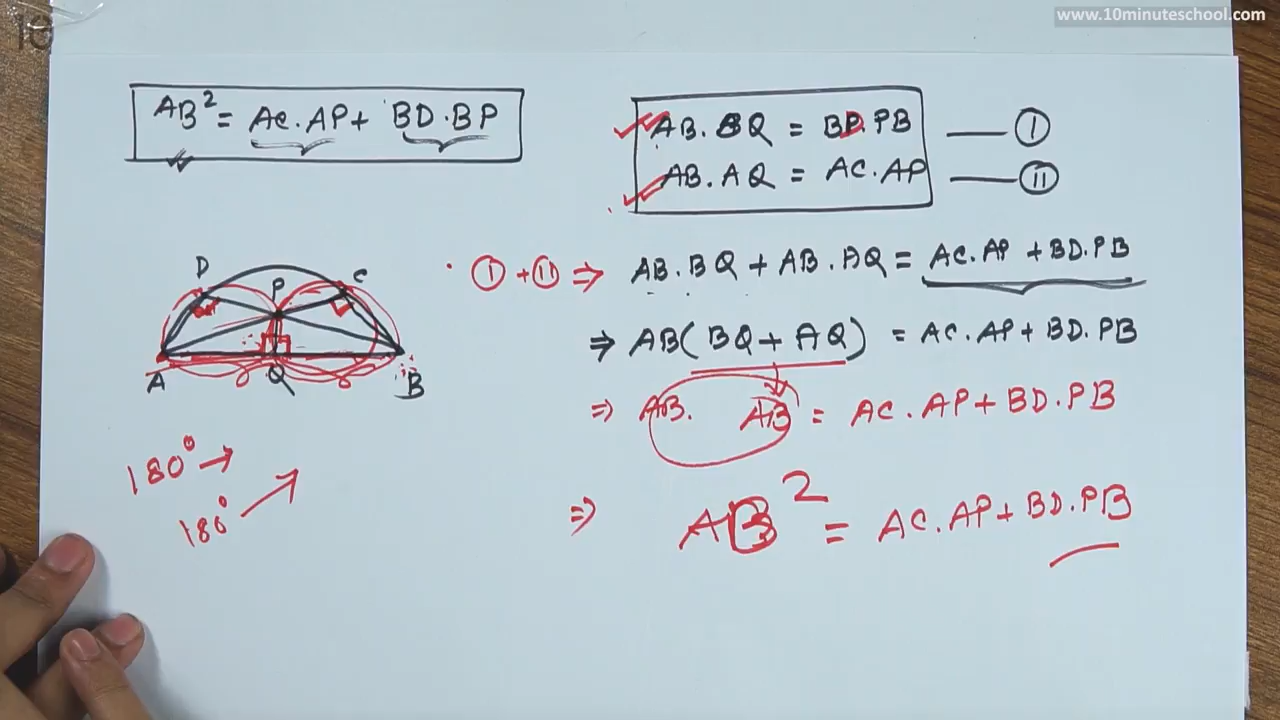 www.10minuteschool.com
10
AB² = AC.AP + BD.BP
AB.BQ = BD.PB —— (I)
AB.AQ = AC.AP —— (II)
(I) + (II) ⇒ AB.BQ + AB.AQ = AC.AP + BD.PB
⇒ AB(BQ + AQ) = AC.AP + BD.PB
⇒ AB. AB = AC.AP + BD.PB
⇒ AB² = AC.AP + BD.PB
D P C
A Q B
180° →
180° →